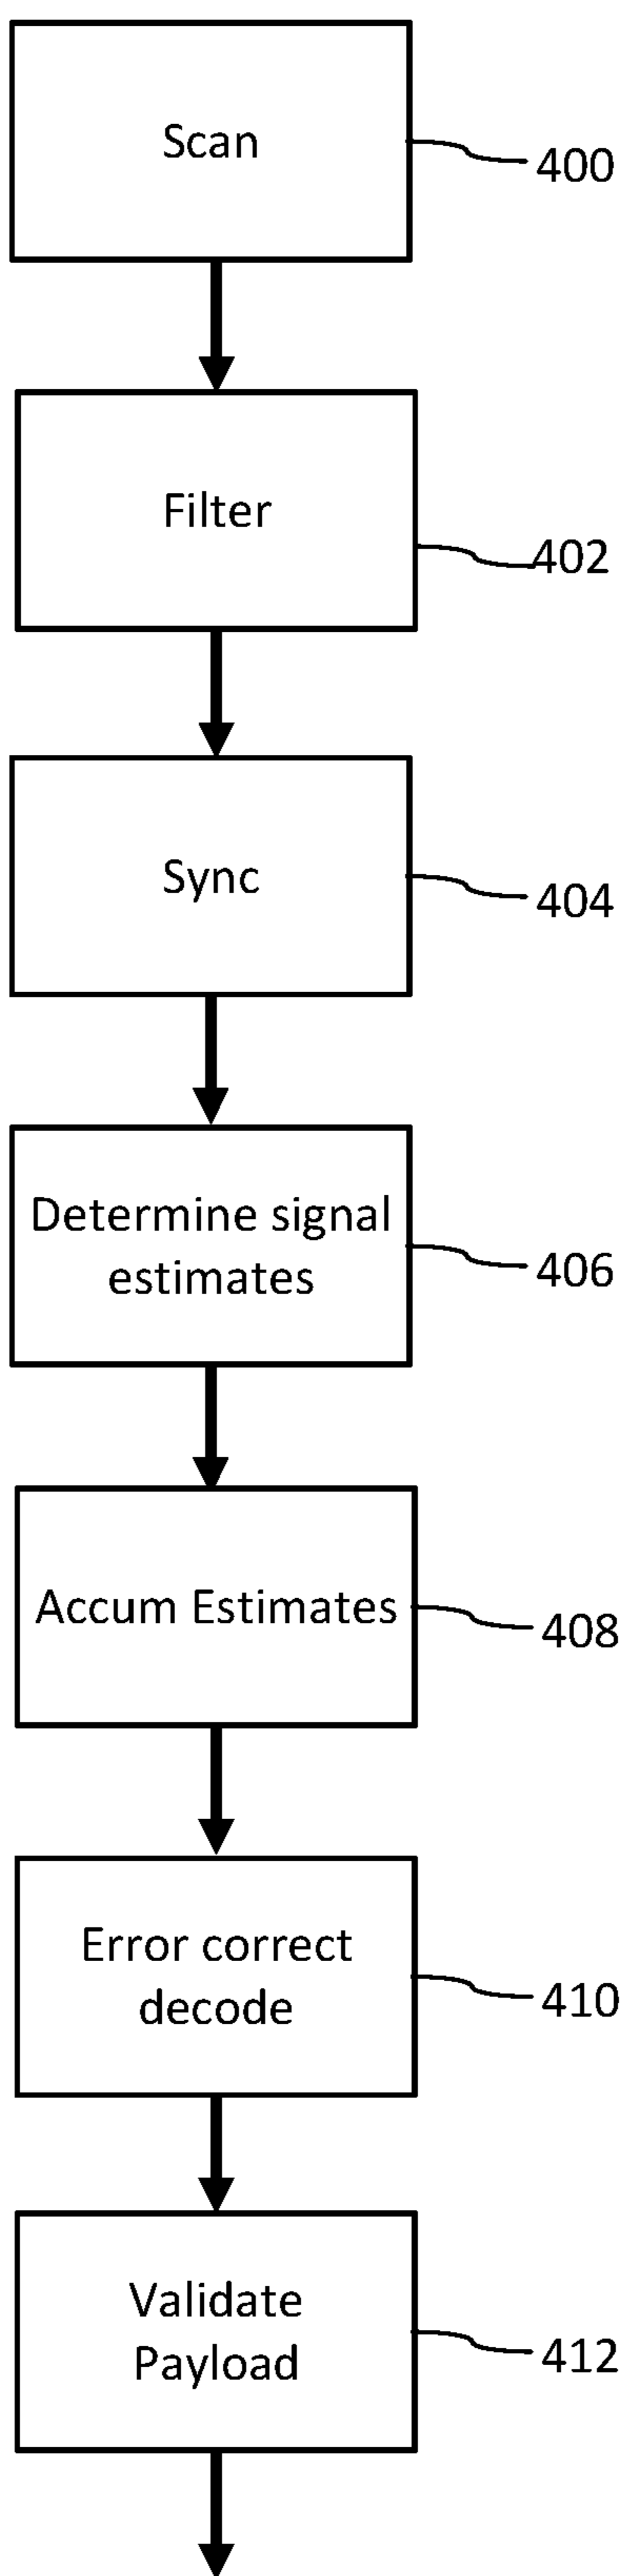 Scan
400
Filter
402
Sync
404
Determine signal
estimates
406
Accum Estimates
408
Error correct
decode
410
Validate
Payload
412